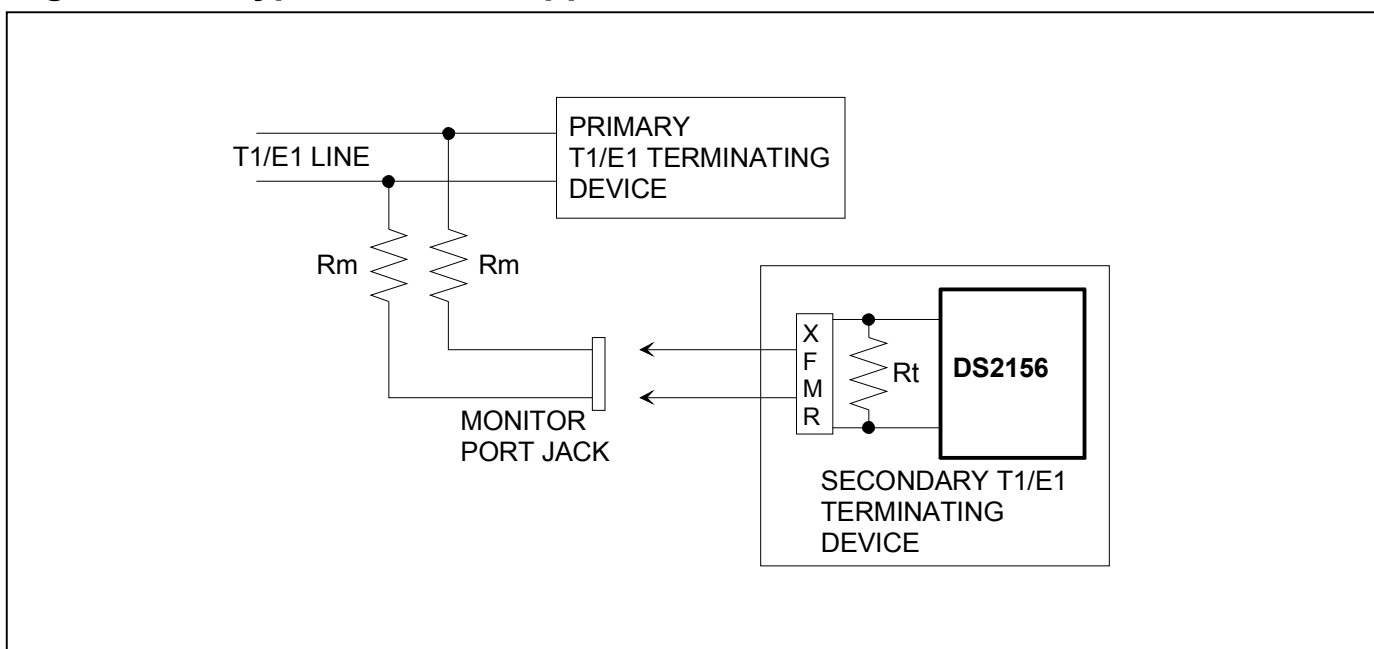 PRIMARY
T1/E1 TERMINATING
DEVICE
T1/E1 LINE
Rm
Rm
MONITOR
PORT JACK
X
F
M
R
Rt
DS2156
SECONDARY T1/E1
TERMINATING
DEVICE